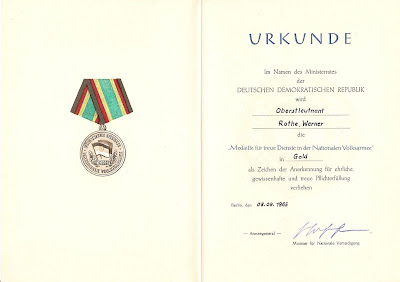 URKUNDE
Im Namen des Ministerrates
der
DEUTSCHEN DEMOKRATISCHEN REPUBLIK
wird
Oberstleutnant
Rothe, Werner
die
„Medaille für treue Dienste in der Nationalen Volksarmee"
in Gold
als Zeichen der Anerkennung für ehrliche,
gewissenhafte und treue Pflichterfüllung
verliehen
Berlin, den
— Armeegeneral —
Minister für Nationale Verteidigung